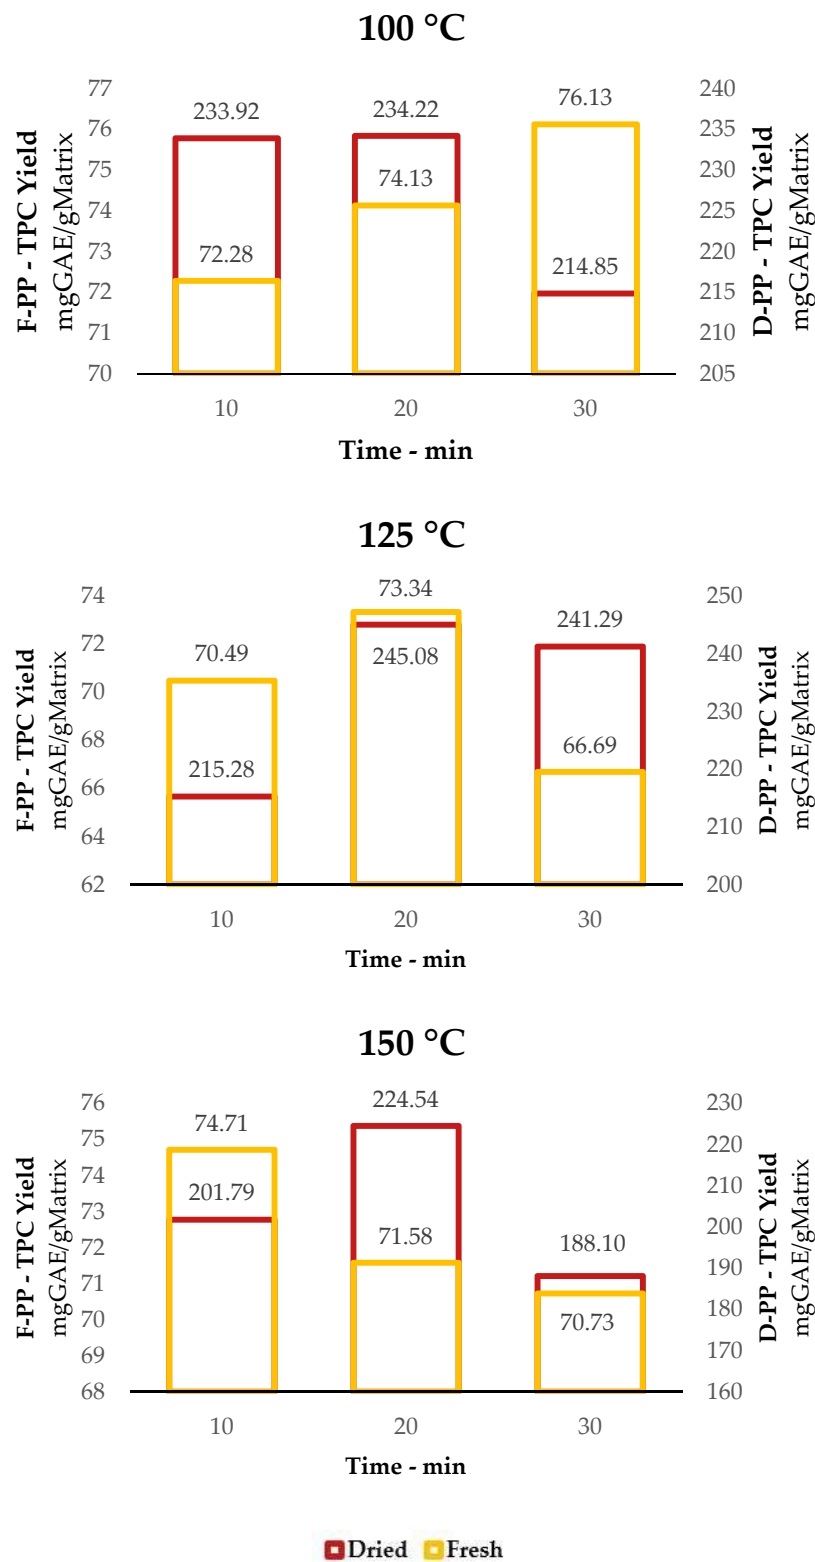 100 °C
F-PP - TPC Yield
mgGAE/gMatrix
77
76
75
74
73
72
71
70
233.92
234.22
76.13
74.13
72.28
214.85
240
235
230
225
220
215
210
205
D-PP - TPC Yield
mgGAE/gMatrix
10 20 30
Time - min
125 °C
F-PP - TPC Yield
mgGAE/gMatrix
74
72
70
68
66
64
62
73.34
241.29
70.49
245.08
66.69
215.28
250
240
230
220
210
200
D-PP - TPC Yield
mgGAE/gMatrix
10 20 30
Time - min
150 °C
F-PP - TPC Yield
mgGAE/gMatrix
76
75
74
73
72
71
70
69
68
224.54
74.71
201.79
71.58
188.10
70.73
230
220
210
200
190
180
170
160
D-PP - TPC Yield
mgGAE/gMatrix
10 20 30
Time - min
Dried Fresh